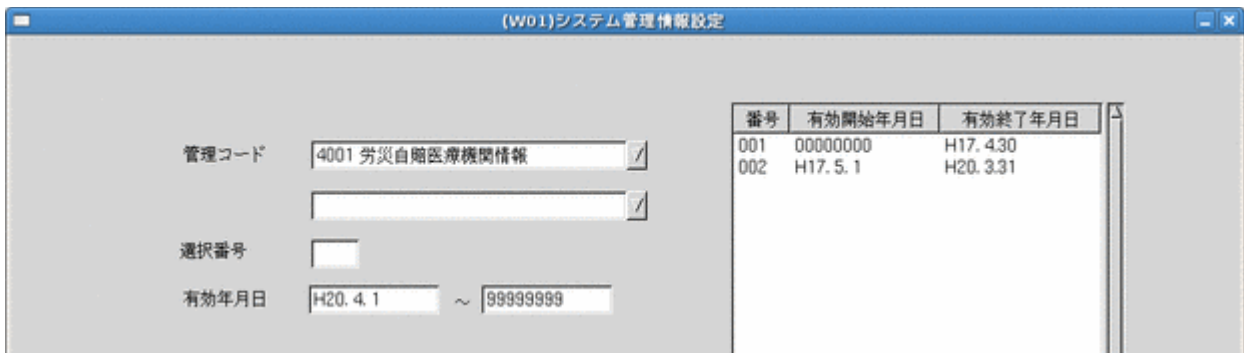 (W01)システム管理情報設定
管理コード 4001 労災自賠医療機関情報
選択番号
有効年月日 H20. 4. 1 ～ 99999999
番号 有効開始年月日 有効終了年月日
001 00000000 H17. 4.30
002 H17. 5. 1 H20. 3.31